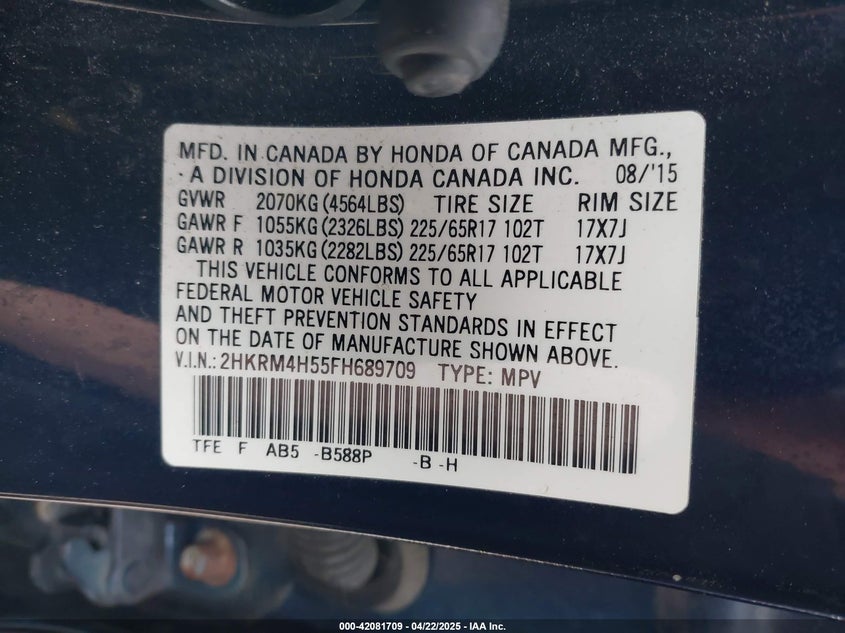 MFD. IN CANADA BY HONDA OF CANADA MFG.,
A DIVISION OF HONDA CANADA INC. 08/'15
GVWR 2070KG (4564LBS) TIRE SIZE RIM SIZE
GAWR F 1055KG (2326LBS) 225/65R17 102T 17X7J
GAWR R 1035KG (2282LBS) 225/65R17 102T 17X7J
THIS VEHICLE CONFORMS TO ALL APPLICABLE
FEDERAL MOTOR VEHICLE SAFETY
AND THEFT PREVENTION STANDARDS IN EFFECT
ON THE DATE OF MANUFACTURE SHOWN ABOVE.
V.I.N.: 2HKRM4H55FH689709 TYPE: MPV
TFE F AB5 -B588P -B -H
000-42081709 - 04/22/2025 - IAA Inc.